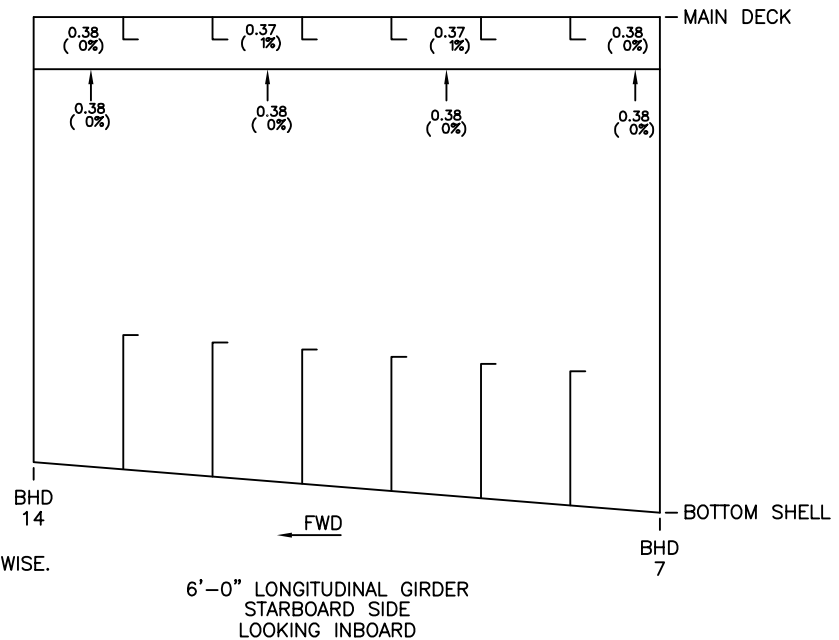 MAIN DECK
0.38 0.37 0.37 0.38
( 0%) ( 1%) ( 1%) ( 0%)
0.38 0.38 0.38 0.38
( 0%) ( 0%) ( 0%) ( 0%)
BOTTOM SHELL
BHD
14
FWD
BHD
7
WISE.
6'-0" LONGITUDINAL GIRDER
STARBOARD SIDE
LOOKING INBOARD